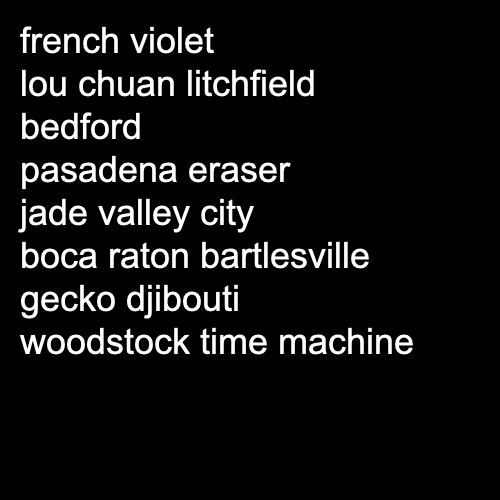 french violet
lou chuan litchfield
bedford
pasadena eraser
jade valley city
boca raton bartlesville
gecko djibouti
woodstock time machine